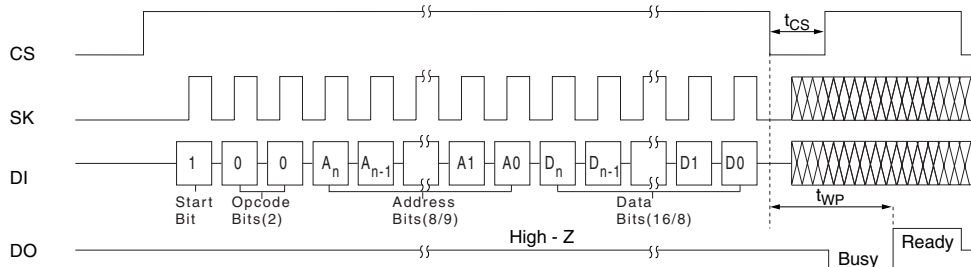 CS
tCS
SK
DI
1 0 0 An An-1 A1 A0 Dn Dn-1 D1 D0
Start Bit
Opcode Bits(2)
Address Bits(8/9)
Data Bits(16/8)
tWP
DO
High - Z
Busy
Ready